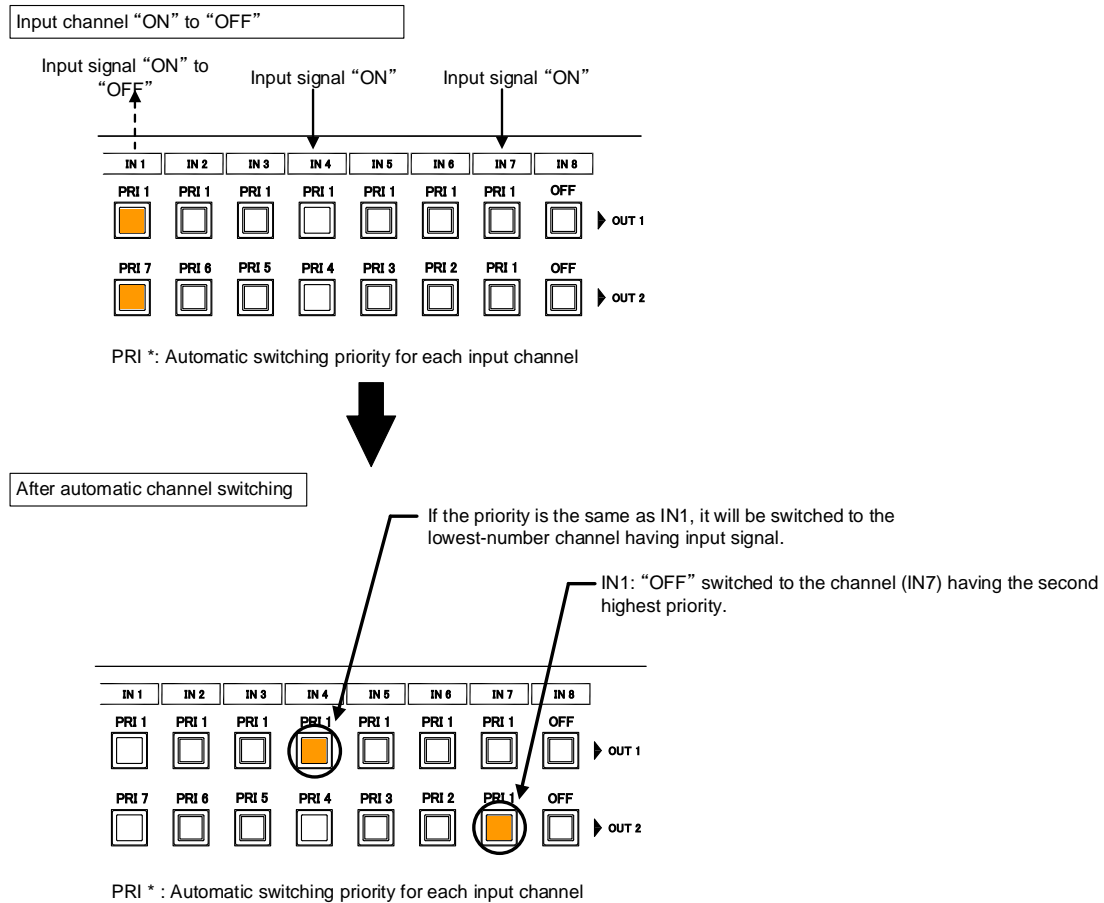 Input channel “ON” to “OFF”
Input signal “ON” to
“OFF”
Input signal “ON”
Input signal “ON”
IN 1 IN 2 IN 3 IN 4 IN 5 IN 6 IN 7 IN 8
PRI 1 PRI 1 PRI 1 PRI 1 PRI 1 PRI 1 PRI 1 OFF
OUT 1
PRI 7 PRI 6 PRI 5 PRI 4 PRI 3 PRI 2 PRI 1 OFF
OUT 2
PRI *: Automatic switching priority for each input channel
After automatic channel switching
If the priority is the same as IN1, it will be switched to the
lowest-number channel having input signal.
IN1: “OFF” switched to the channel (IN7) having the second
highest priority.
IN 1 IN 2 IN 3 IN 4 IN 5 IN 6 IN 7 IN 8
PRI 1 PRI 1 PRI 1 PRI 1 PRI 1 PRI 1 PRI 1 OFF
OUT 1
PRI 7 PRI 6 PRI 5 PRI 4 PRI 3 PRI 2 PRI 1 OFF
OUT 2
PRI * : Automatic switching priority for each input channel